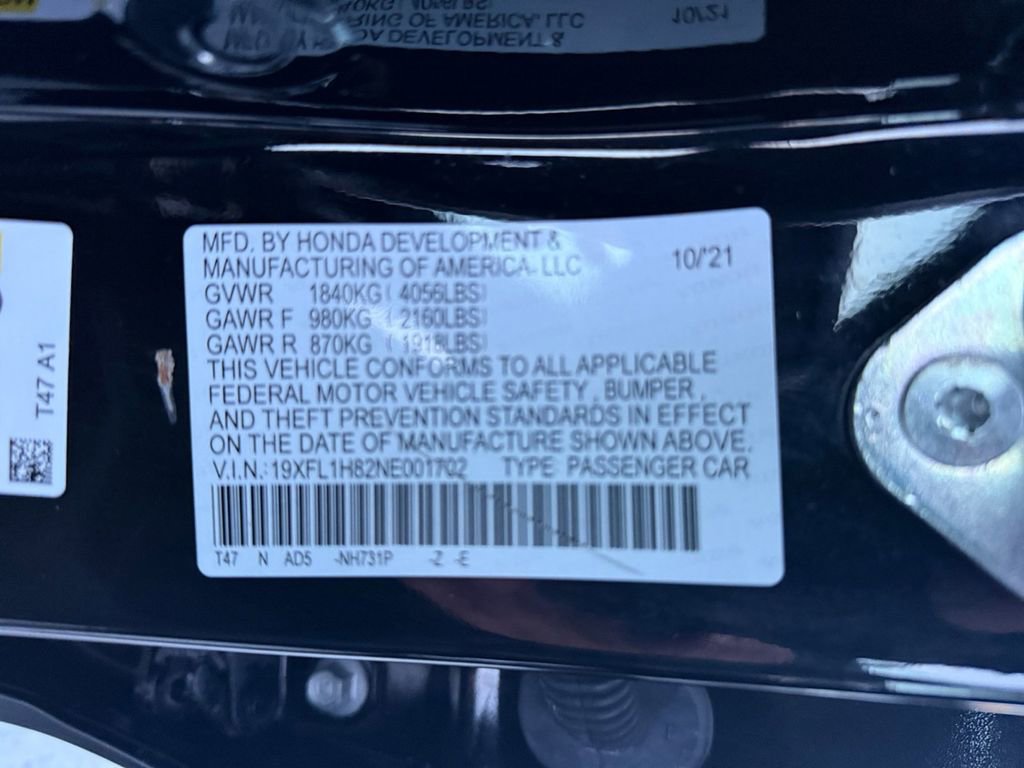 MFD. BY HONDA DEVELOPMENT &
MANUFACTURING OF AMERICA, LLC
10/'21
GVWR 1840KG ( 4056LBS)
GAWR F 980KG ( 2160LBS)
GAWR R 870KG ( 1918LBS)
THIS VEHICLE CONFORMS TO ALL APPLICABLE
FEDERAL MOTOR VEHICLE SAFETY , BUMPER ,
AND THEFT PREVENTION STANDARDS IN EFFECT
ON THE DATE OF MANUFACTURE SHOWN ABOVE.
V.I.N.:19XFL1H82NE001702 TYPE PASSENGER CAR
T47 N AD5 -NH731P -Z -E
T47 A1